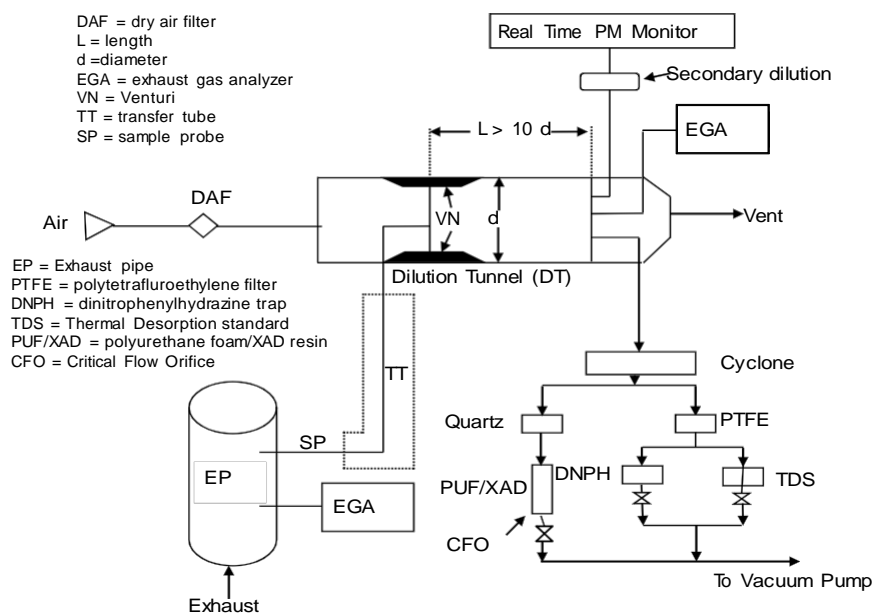 DAF = dry air filter
L = length
d =diameter
EGA = exhaust gas analyzer
VN = Venturi
TT = transfer tube
SP = sample probe
Real Time PM Monitor
Secondary dilution
EGA
L > 10 d
DAF
Air
VN
d
Vent
Dilution Tunnel (DT)
EP = Exhaust pipe
PTFE = polytetrafluroethylene filter
DNPH = dinitrophenylhydrazine trap
TDS = Thermal Desorption standard
PUF/XAD = polyurethane foam/XAD resin
CFO = Critical Flow Orifice
TT
Cyclone
Quartz
PTFE
SP
EP
EGA
PUF/XAD
DNPH
TDS
CFO
To Vacuum Pump
Exhaust